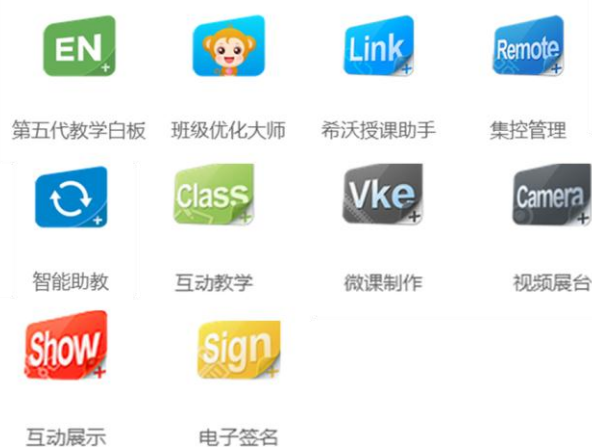 EN
Link
Remote
第五代教学白板
班级优化大师
希沃授课助手
集控管理
Class
Vke
Camera
智能助教
互动教学
微课制作
视频展台
Show
Sign
互动展示
电子签名